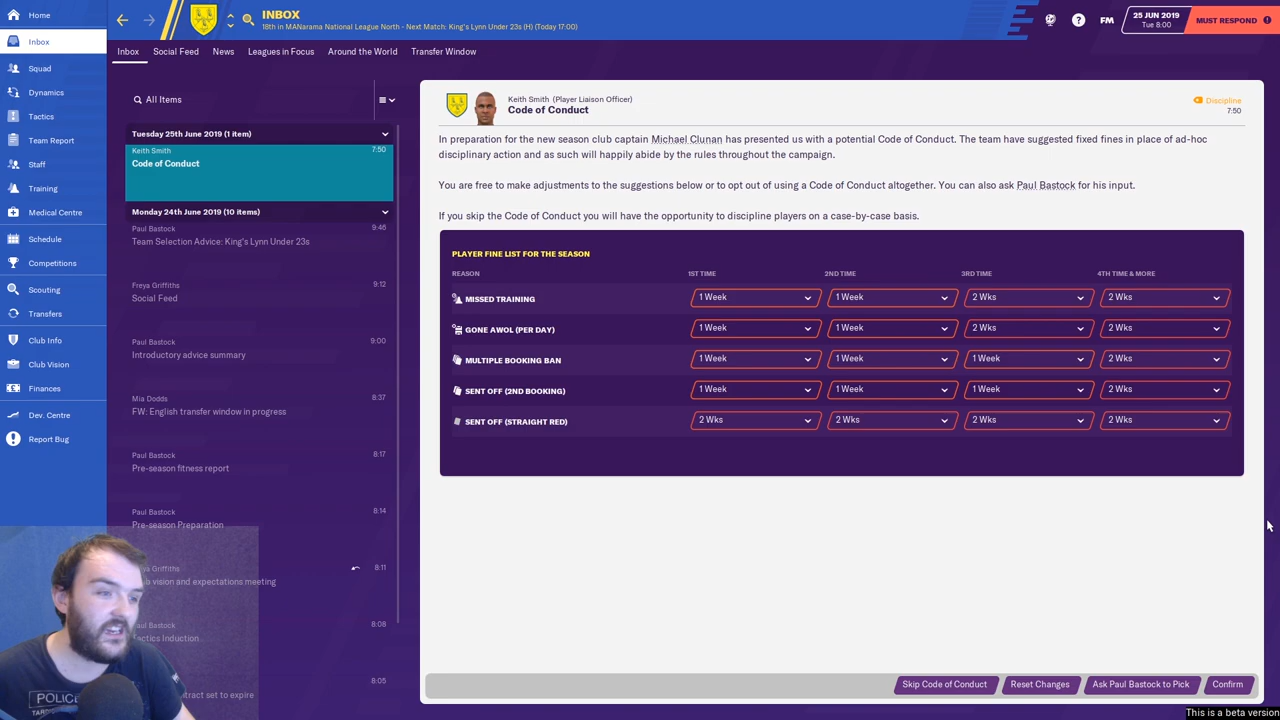 Home
Inbox
Squad
Dynamics
Tactics
Team Report
Staff
Training
Medical Centre
Schedule
Competitions
Scouting
Transfers
Club Info
Club Vision
Finances
Dev. Centre
Report Bug
INBOX
18th in MANarama National League North - Next Match: King's Lynn Under 23s (H) (Today 17:00)
?
FM
25 JUN 2019
Tue 8:00
MUST RESPOND
Inbox
Social Feed
News
Leagues in Focus
Around the World
Transfer Window
All Items
Tuesday 25th June 2019 (1 item)
Keith Smith
7:50
Code of Conduct
Monday 24th June 2019 (10 items)
Paul Bastock
9:46
Team Selection Advice: King's Lynn Under 23s
Freya Griffiths
9:12
Social Feed
Paul Bastock
9:00
Introductory advice summary
Mia Dodds
8:37
FW: English transfer window in progress
Paul Bastock
8:17
Pre-season fitness report
Paul Bastock
8:14
Pre-season Preparation
Griffiths
8:11
vision and expectations meeting
Bastock
8:08
Tactics Induction
8:05
set to expire
POLICE
Keith Smith (Player Liaison Officer)
Code of Conduct
Discipline
7:50
In preparation for the new season club captain Michael Clunan has presented us with a potential Code of Conduct. The team have suggested fixed fines in place of ad-hoc
disciplinary action and as such will happily abide by the rules throughout the campaign.
You are free to make adjustments to the suggestions below or to opt out of using a Code of Conduct altogether. You can also ask Paul Bastock for his input.
If you skip the Code of Conduct you will have the opportunity to discipline players on a case-by-case basis.
PLAYER FINE LIST FOR THE SEASON
REASON 1ST TIME 2ND TIME 3RD TIME 4TH TIME & MORE
MISSED TRAINING 1 Week 1 Week 2 Wks 2 Wks
GONE AWOL (PER DAY) 1 Week 1 Week 2 Wks 2 Wks
MULTIPLE BOOKING BAN 1 Week 1 Week 1 Week 2 Wks
SENT OFF (2ND BOOKING) 1 Week 1 Week 1 Week 2 Wks
SENT OFF (STRAIGHT RED) 2 Wks 2 Wks 2 Wks 2 Wks
Skip Code of Conduct
Reset Changes
Ask Paul Bastock to Pick
Confirm
This is a beta version